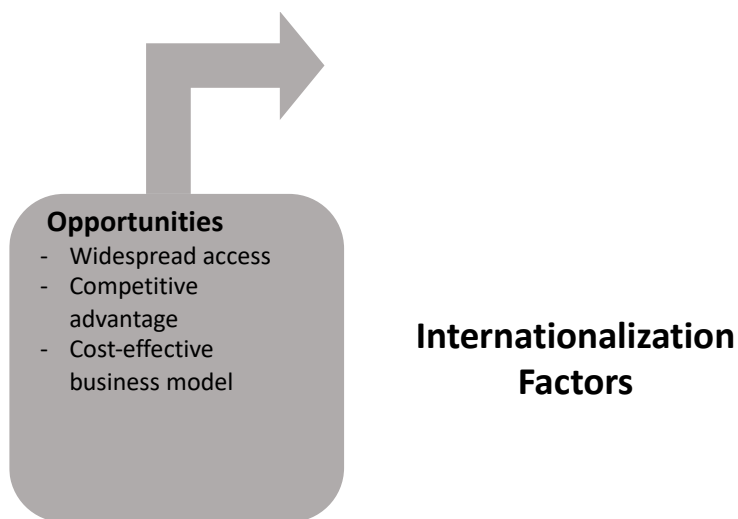 Opportunities
- Widespread access
- Competitive
advantage
- Cost-effective
business model
Internationalization
Factors